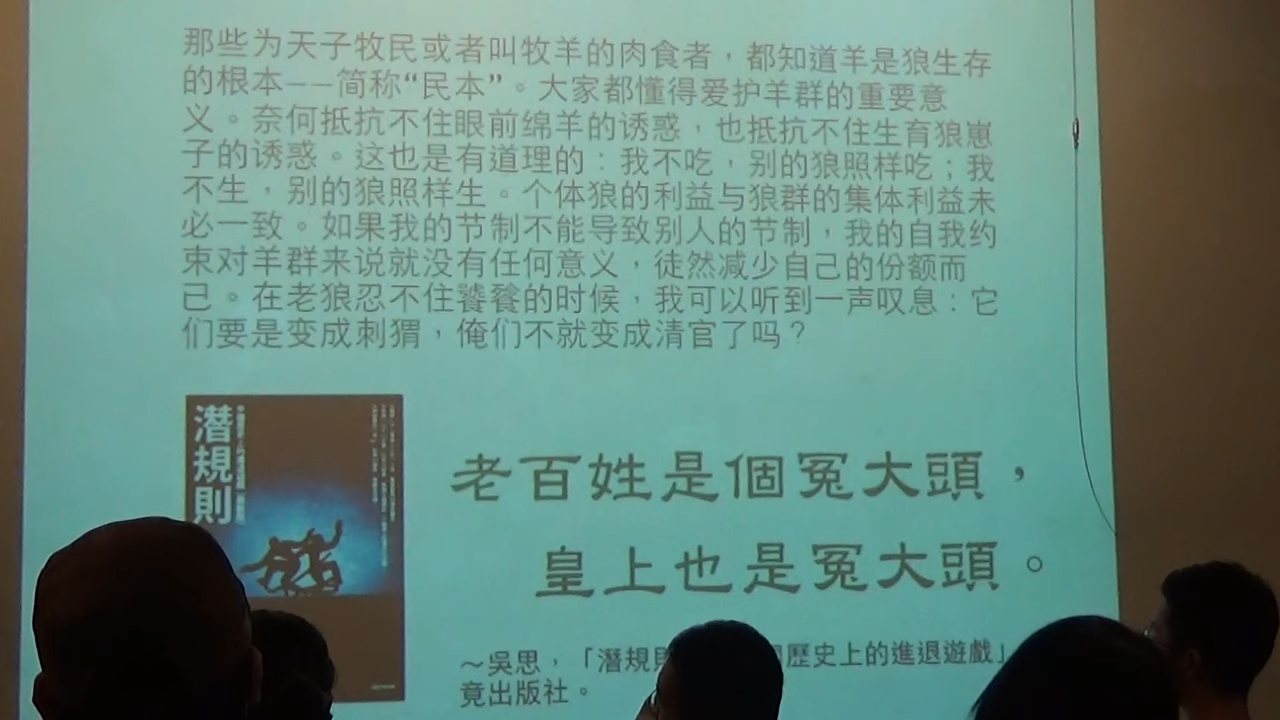 那些为天子牧民或者叫牧羊的肉食者，都知道羊是狼生存
的根本——简称“民本”。大家都懂得爱护羊群的重要意
义。奈何抵抗不住眼前绵羊的诱惑，也抵抗不住生育狼崽
子的诱惑。这也是有道理的：我不吃，别的狼照样吃；我
不生，别的狼照样生。个体狼的利益与狼群的集体利益未
必一致。如果我的节制不能导致别人的节制，我的自我约
束对羊群来说就没有任何意义，徒然减少自己的份额而
已。在老狼忍不住饕餮的时候，我可以听到一声叹息：它
们要是变成刺猬，俺们不就变成清官了吗？
潛規則
老百姓是個冤大頭，
皇上也是冤大頭。
～吳思，「潛規 歷史上的進退遊戲」
竟出版社。